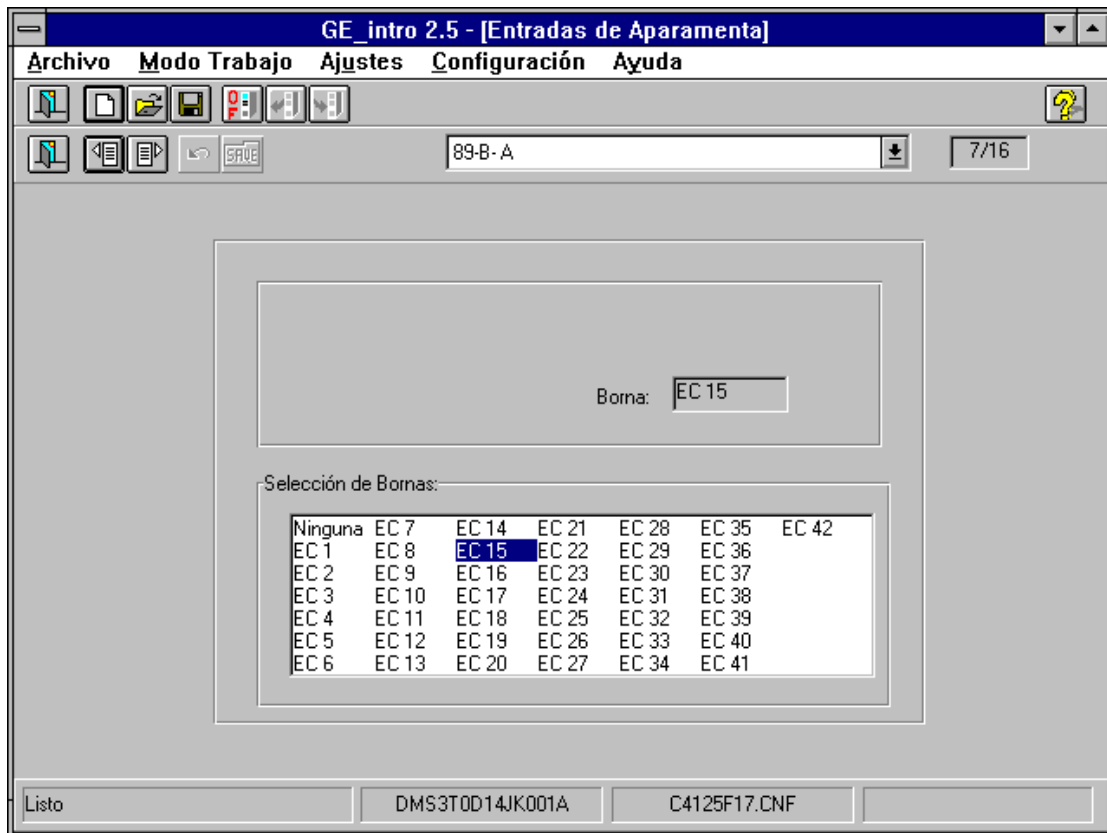 GE_intro 2.5 - [Entradas de Aparamenta]
Archivo Modo Trabajo Ajustes Configuración Ayuda
SAVE 89-B- A 7/16
Borna: EC 15
Selección de Bornas:
Ninguna EC 7 EC 14 EC 21 EC 28 EC 35 EC 42
EC 1 EC 8 EC 15 EC 22 EC 29 EC 36
EC 2 EC 9 EC 16 EC 23 EC 30 EC 37
EC 3 EC 10 EC 17 EC 24 EC 31 EC 38
EC 4 EC 11 EC 18 EC 25 EC 32 EC 39
EC 5 EC 12 EC 19 EC 26 EC 33 EC 40
EC 6 EC 13 EC 20 EC 27 EC 34 EC 41
Listo DMS3T0D14JK001A C4125F17.CNF